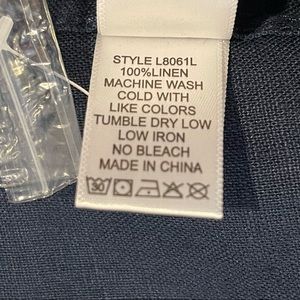 STYLE L8061L
100%LINEN
MACHINE WASH
COLD WITH
LIKE COLORS
TUMBLE DRY LOW
LOW IRON
NO BLEACH
MADE IN CHINA
30